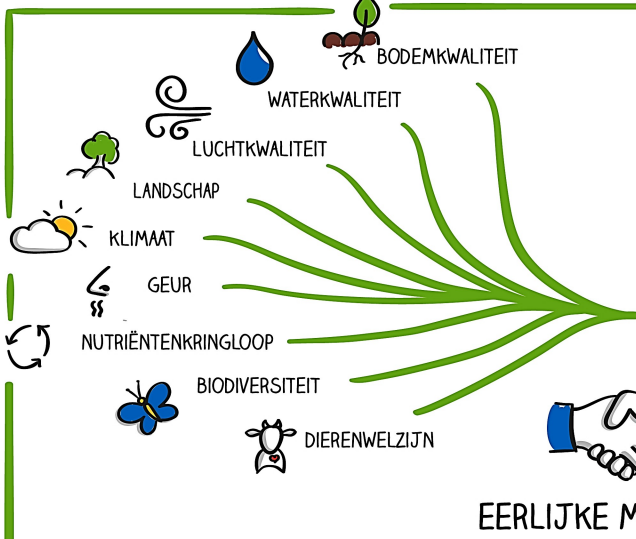 BODEMKWALITEIT
WATERKWALITEIT
LUCHTKWALITEIT
LANDSCHAP
KLIMAAT
GEUR
NUTRIËNTENKRINGLOOP
BIODIVERSITEIT
DIERENWELZIJN
EERLIJKE